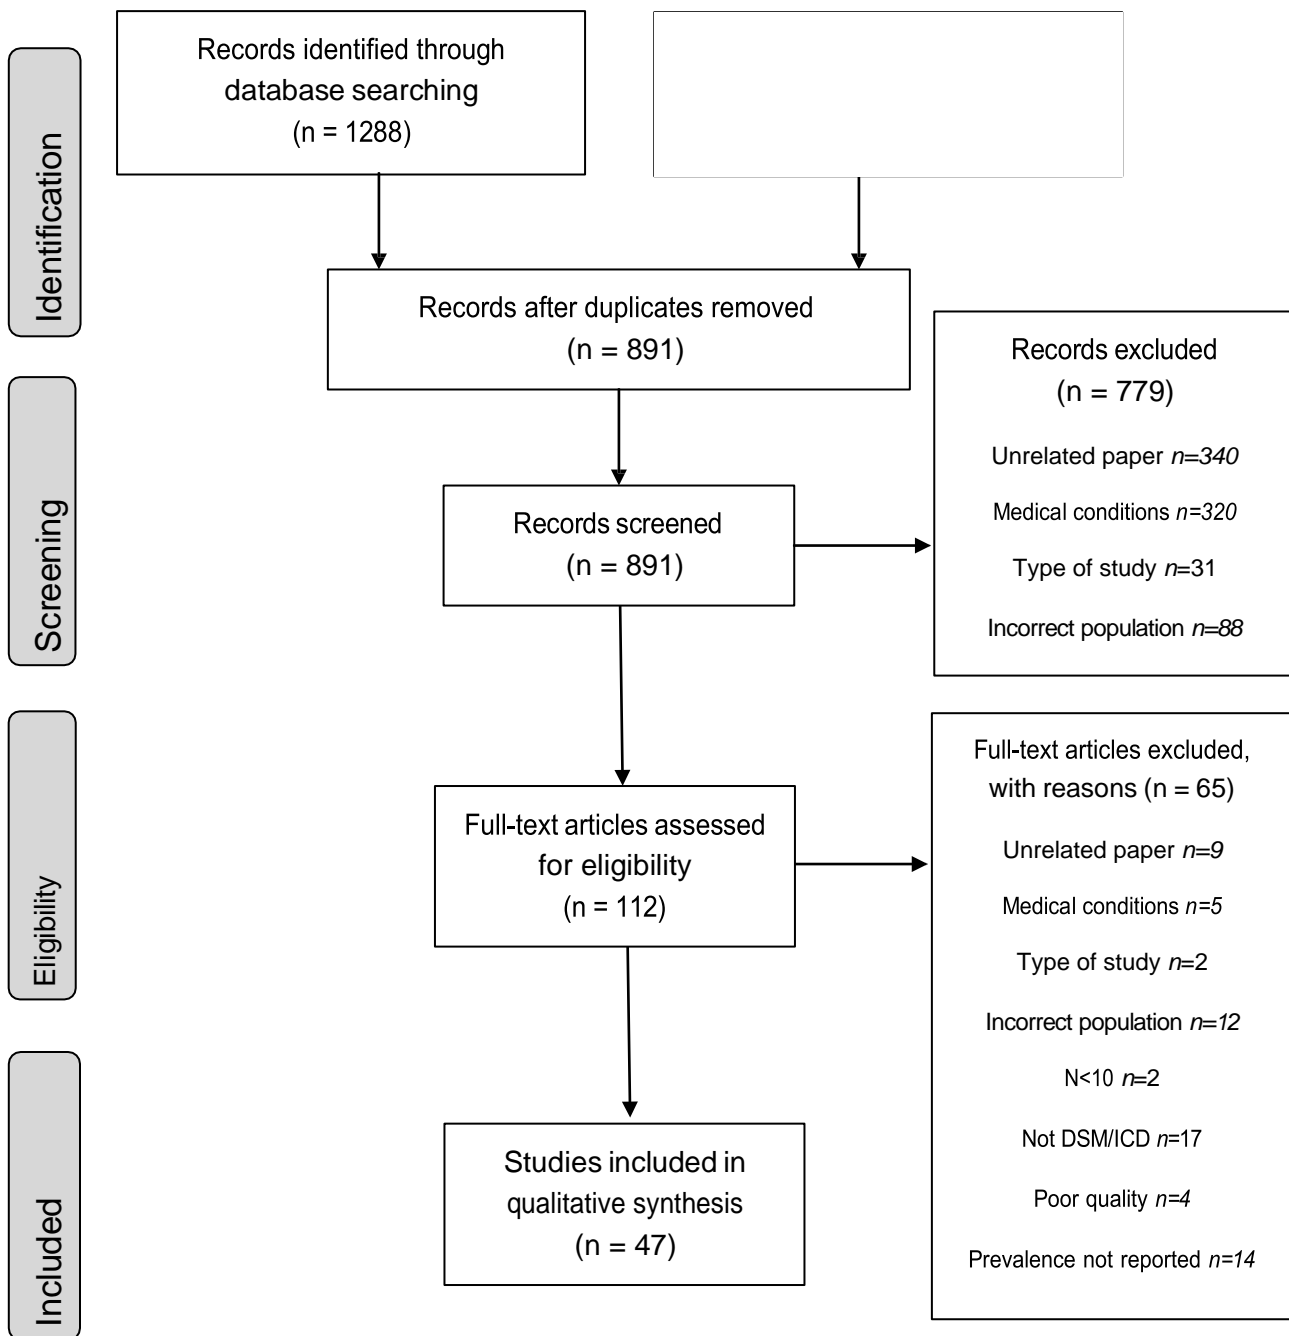 Identification
Records identified through
database searching
(n = 1288)
Records after duplicates removed
(n = 891)
Screening
Records screened
(n = 891)
Records excluded
(n = 779)
Unrelated paper n=340
Medical conditions n=320
Type of study n=31
Incorrect population n=88
Eligibility
Full-text articles assessed
for eligibility
(n = 112)
Full-text articles excluded,
with reasons (n = 65)
Unrelated paper n=9
Medical conditions n=5
Type of study n=2
Incorrect population n=12
N<10 n=2
Not DSM/ICD n=17
Poor quality n=4
Prevalence not reported n=14
Included
Studies included in
qualitative synthesis
(n = 47)